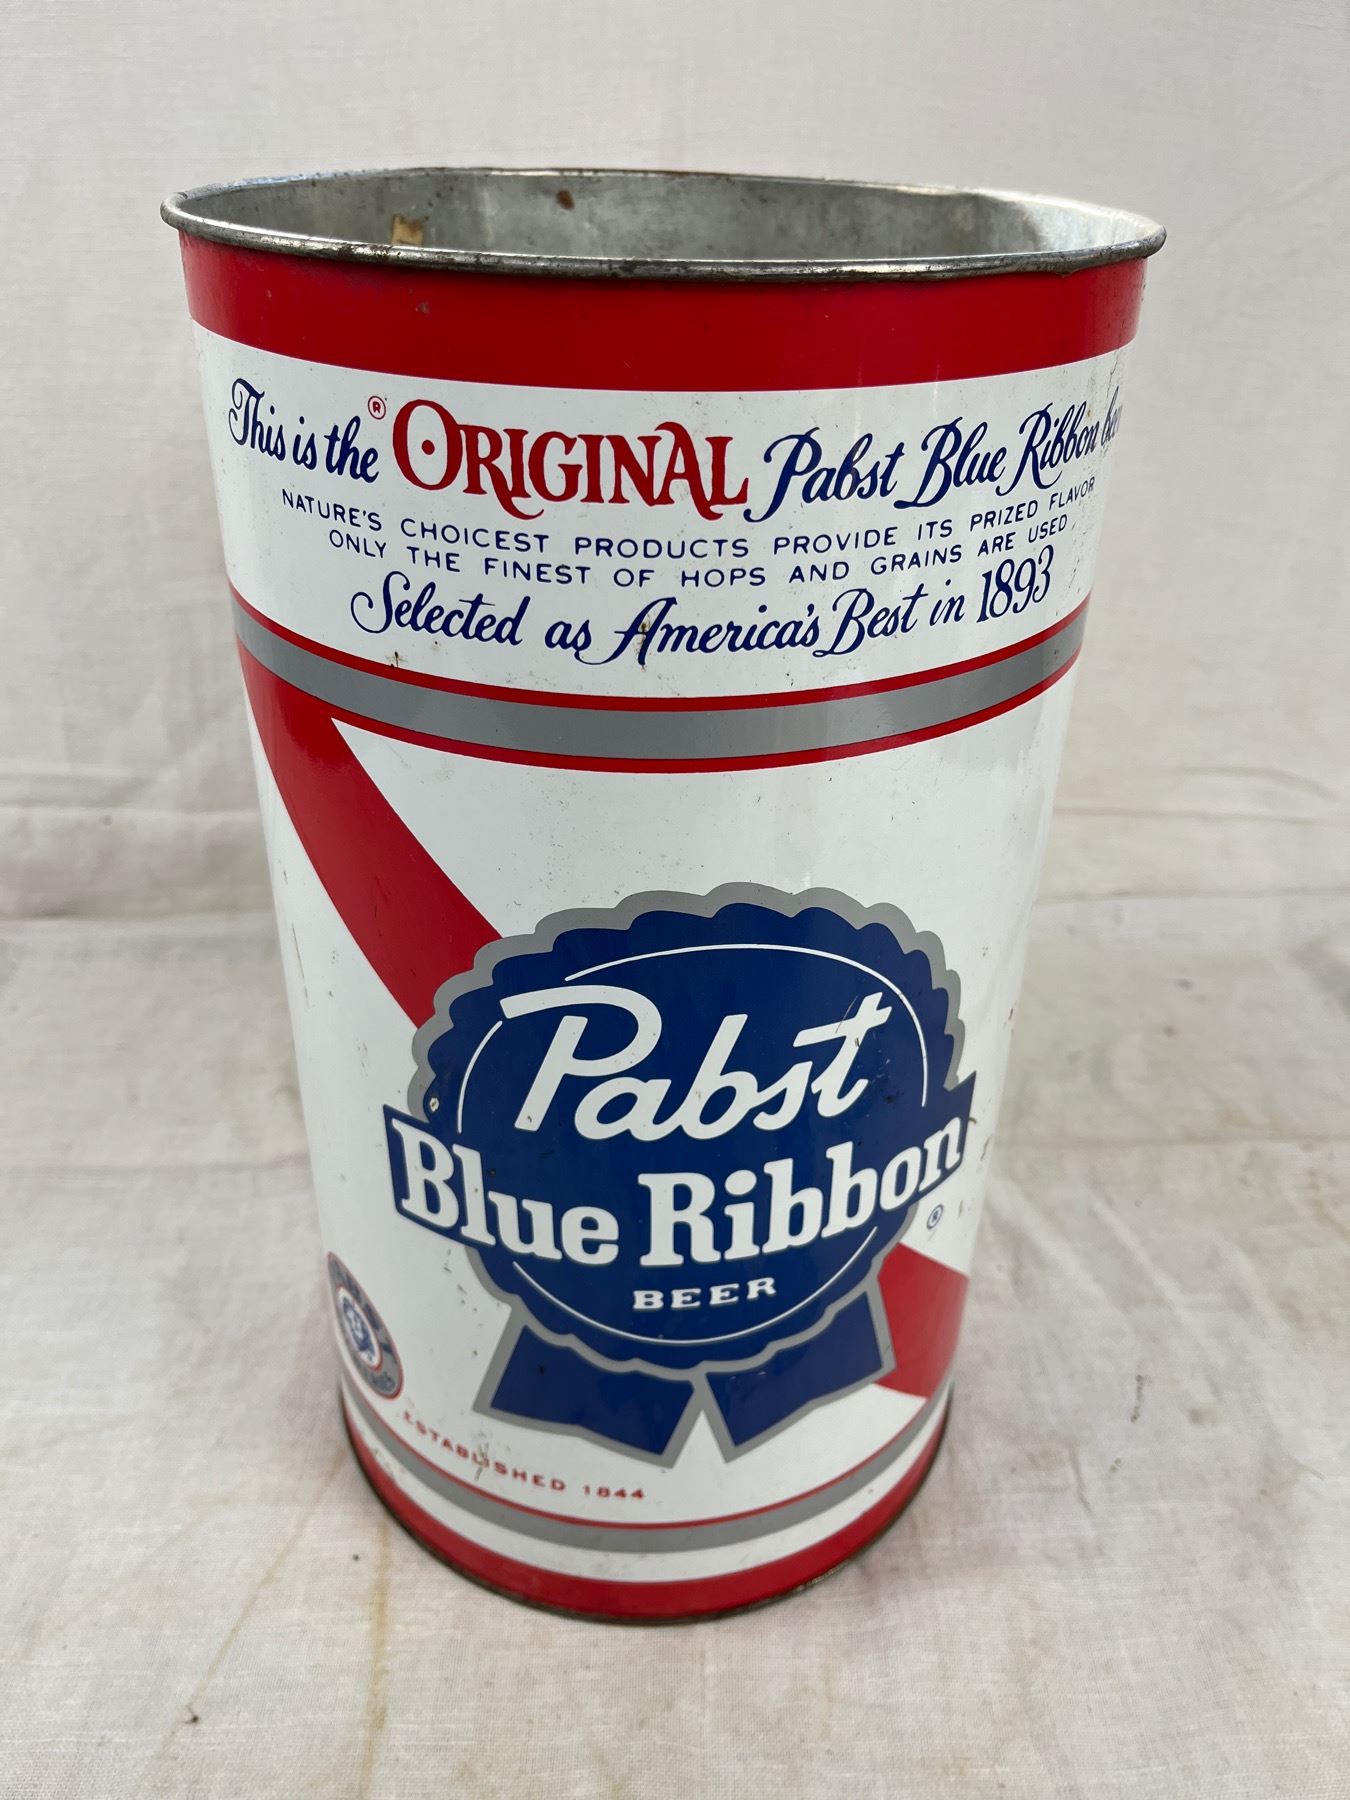 This is the ® ORIGINAL Pabst Blue Ribbon
NATURE'S CHOICEST PRODUCTS PROVIDE ITS PRIZED FLAVOR
ONLY THE FINEST OF HOPS AND GRAINS ARE USED
Selected as America's Best in 1893
Pabst
Blue Ribbon ®
BEER
ESTABLISHED 1844